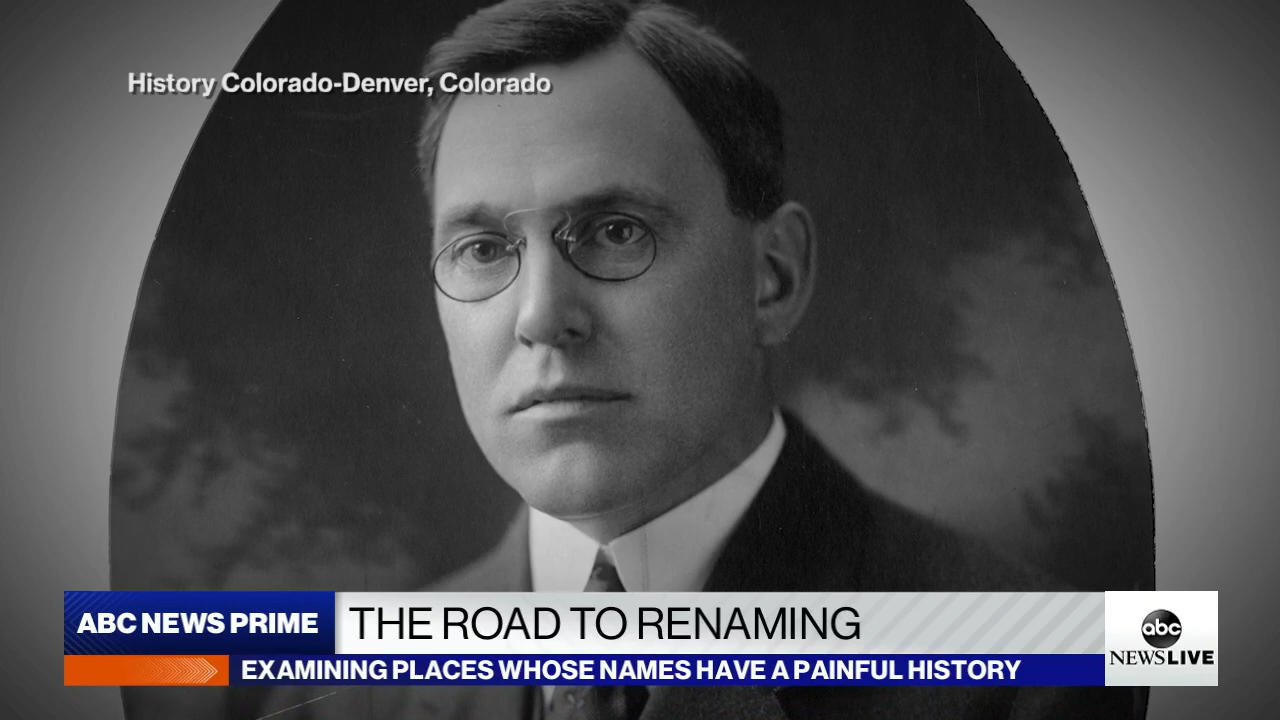 History Colorado-Denver, Colorado
ABC NEWS PRIME
THE ROAD TO RENAMING
EXAMINING PLACES WHOSE NAMES HAVE A PAINFUL HISTORY
abc
NEWSLIVE